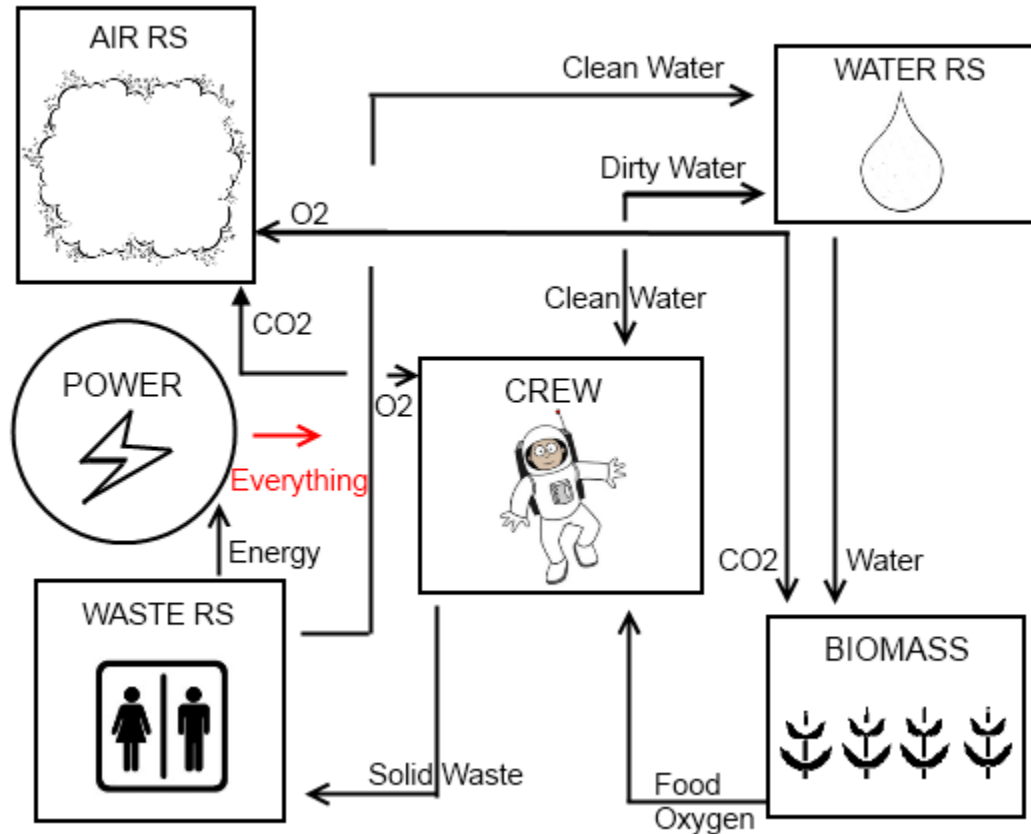 AIR RS
Clean Water
WATER RS
Dirty Water
O2
Clean Water
CO2
POWER
O2
CREW
Everything
Energy
CO2
Water
WASTE RS
BIOMASS
Solid Waste
Food
Oxygen